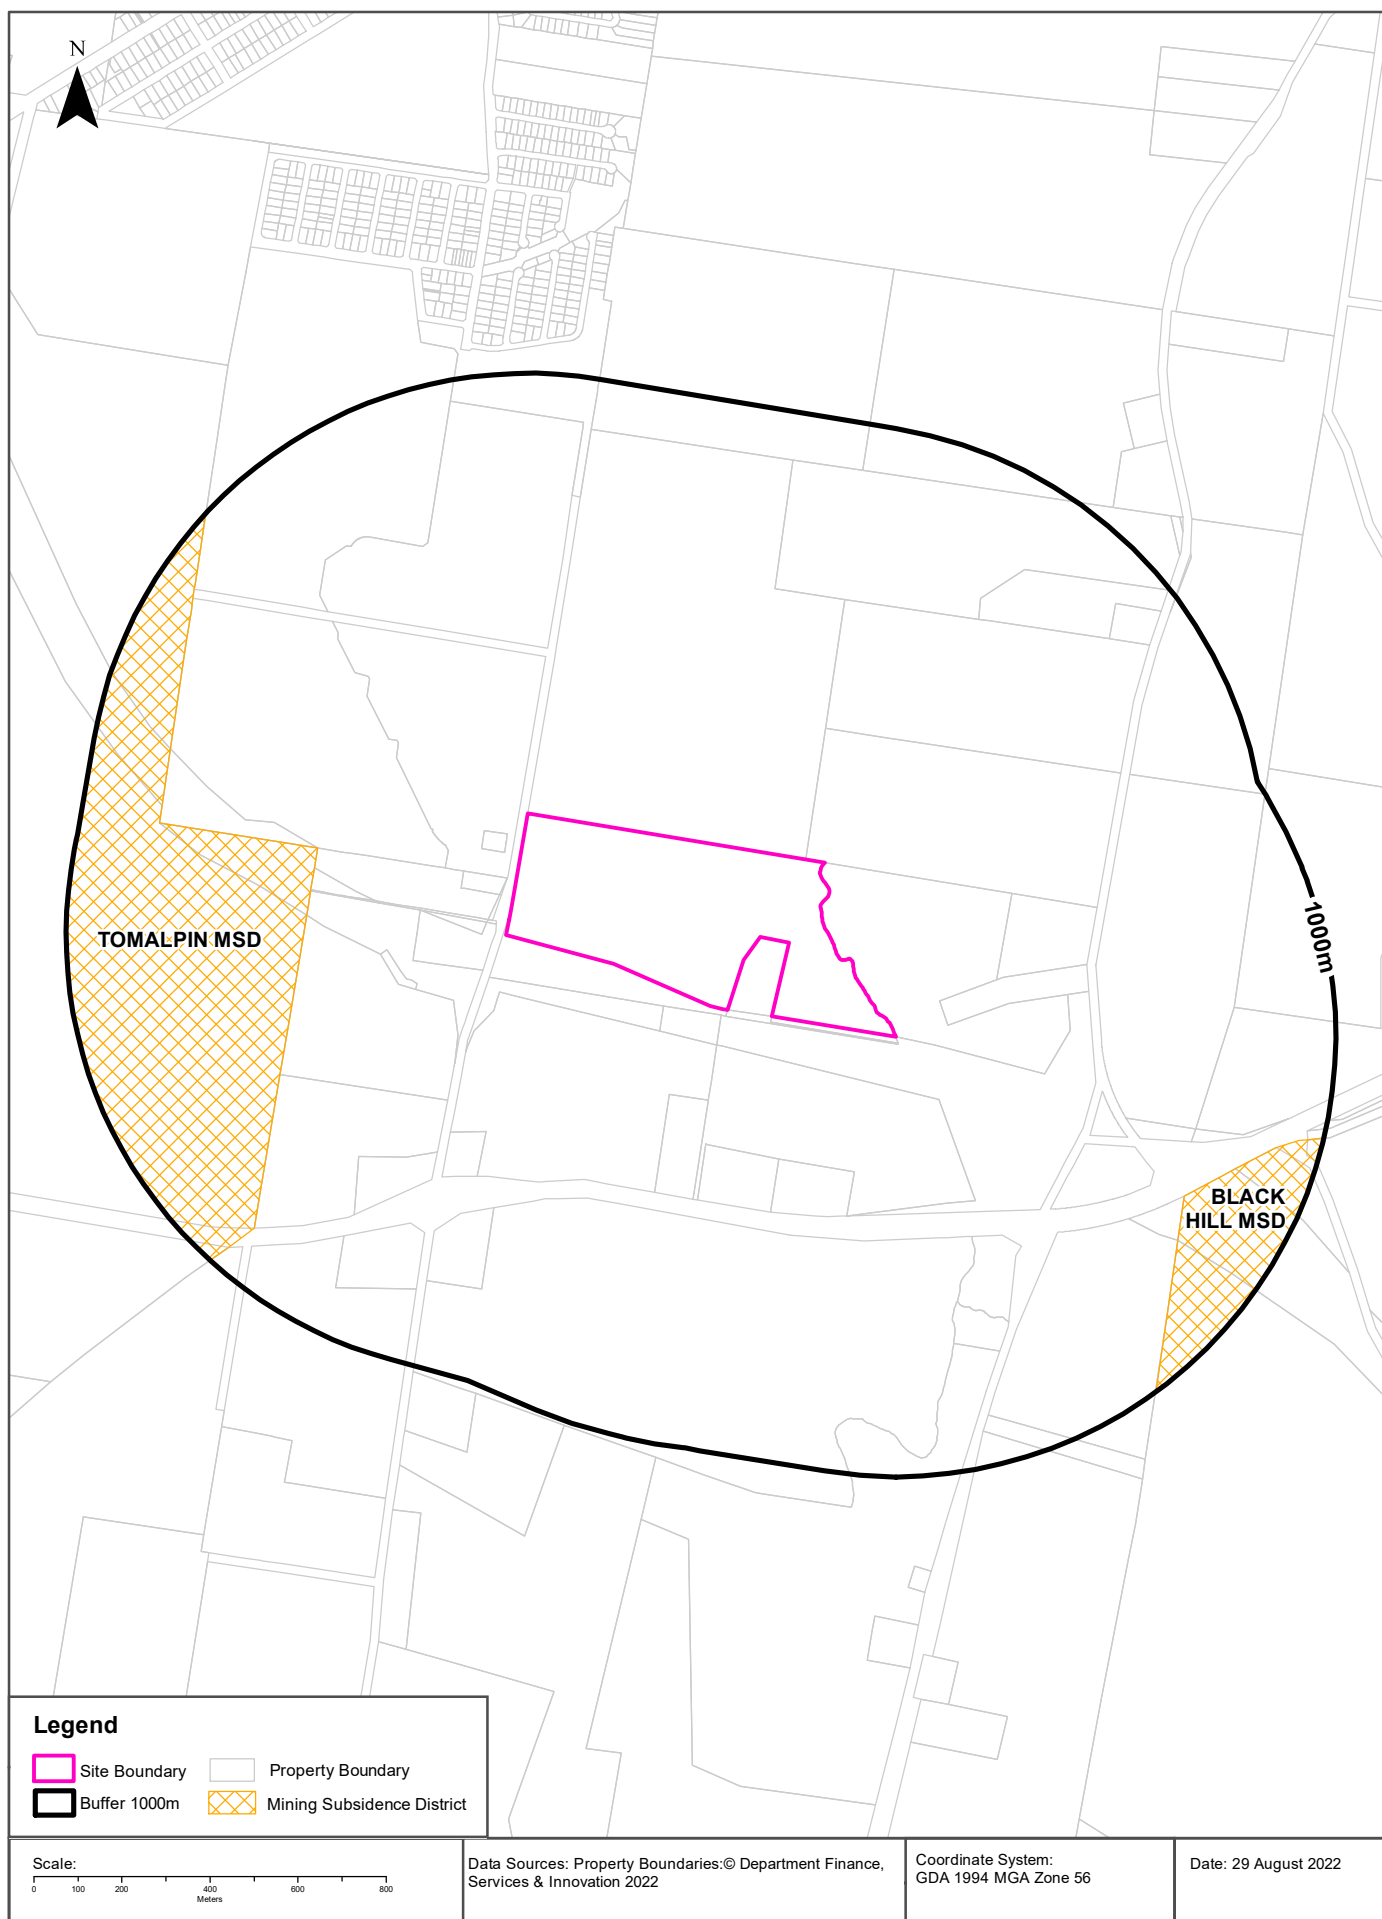 N
1000m
TOMALPIN MSD
BLACK
HILL MSD
Legend
Site Boundary
Property Boundary
Buffer 1000m
Mining Subsidence District
Scale:
0 100 200 400 600 800
Meters
Data Sources: Property Boundaries:© Department Finance,
Services & Innovation 2022
Coordinate System:
GDA 1994 MGA Zone 56
Date: 29 August 2022